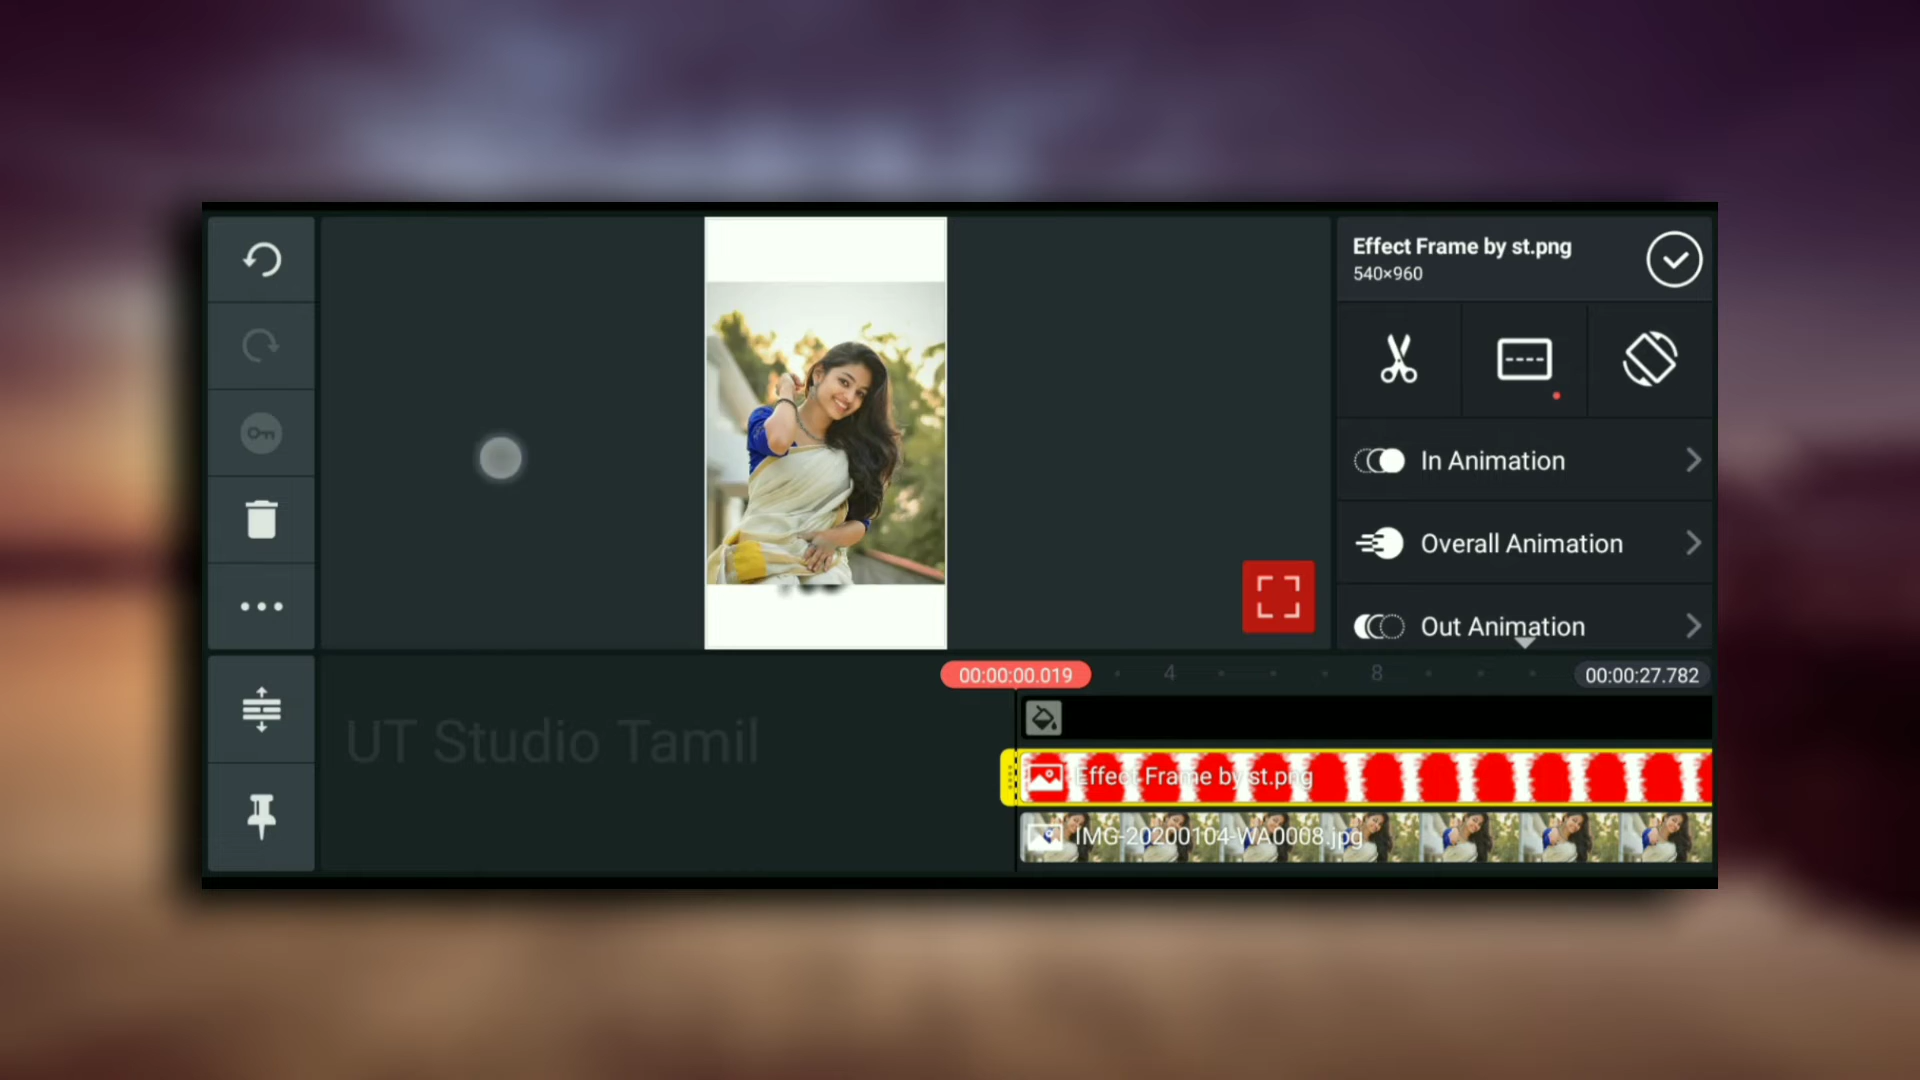 Effect Frame by st.png
540×960
In Animation
Overall Animation
Out Animation
00:00:00.019
4
8
00:00:27.782
UT Studio Tamil
Effect Frame by st.png
IMG-20200104-WA0008.jpg